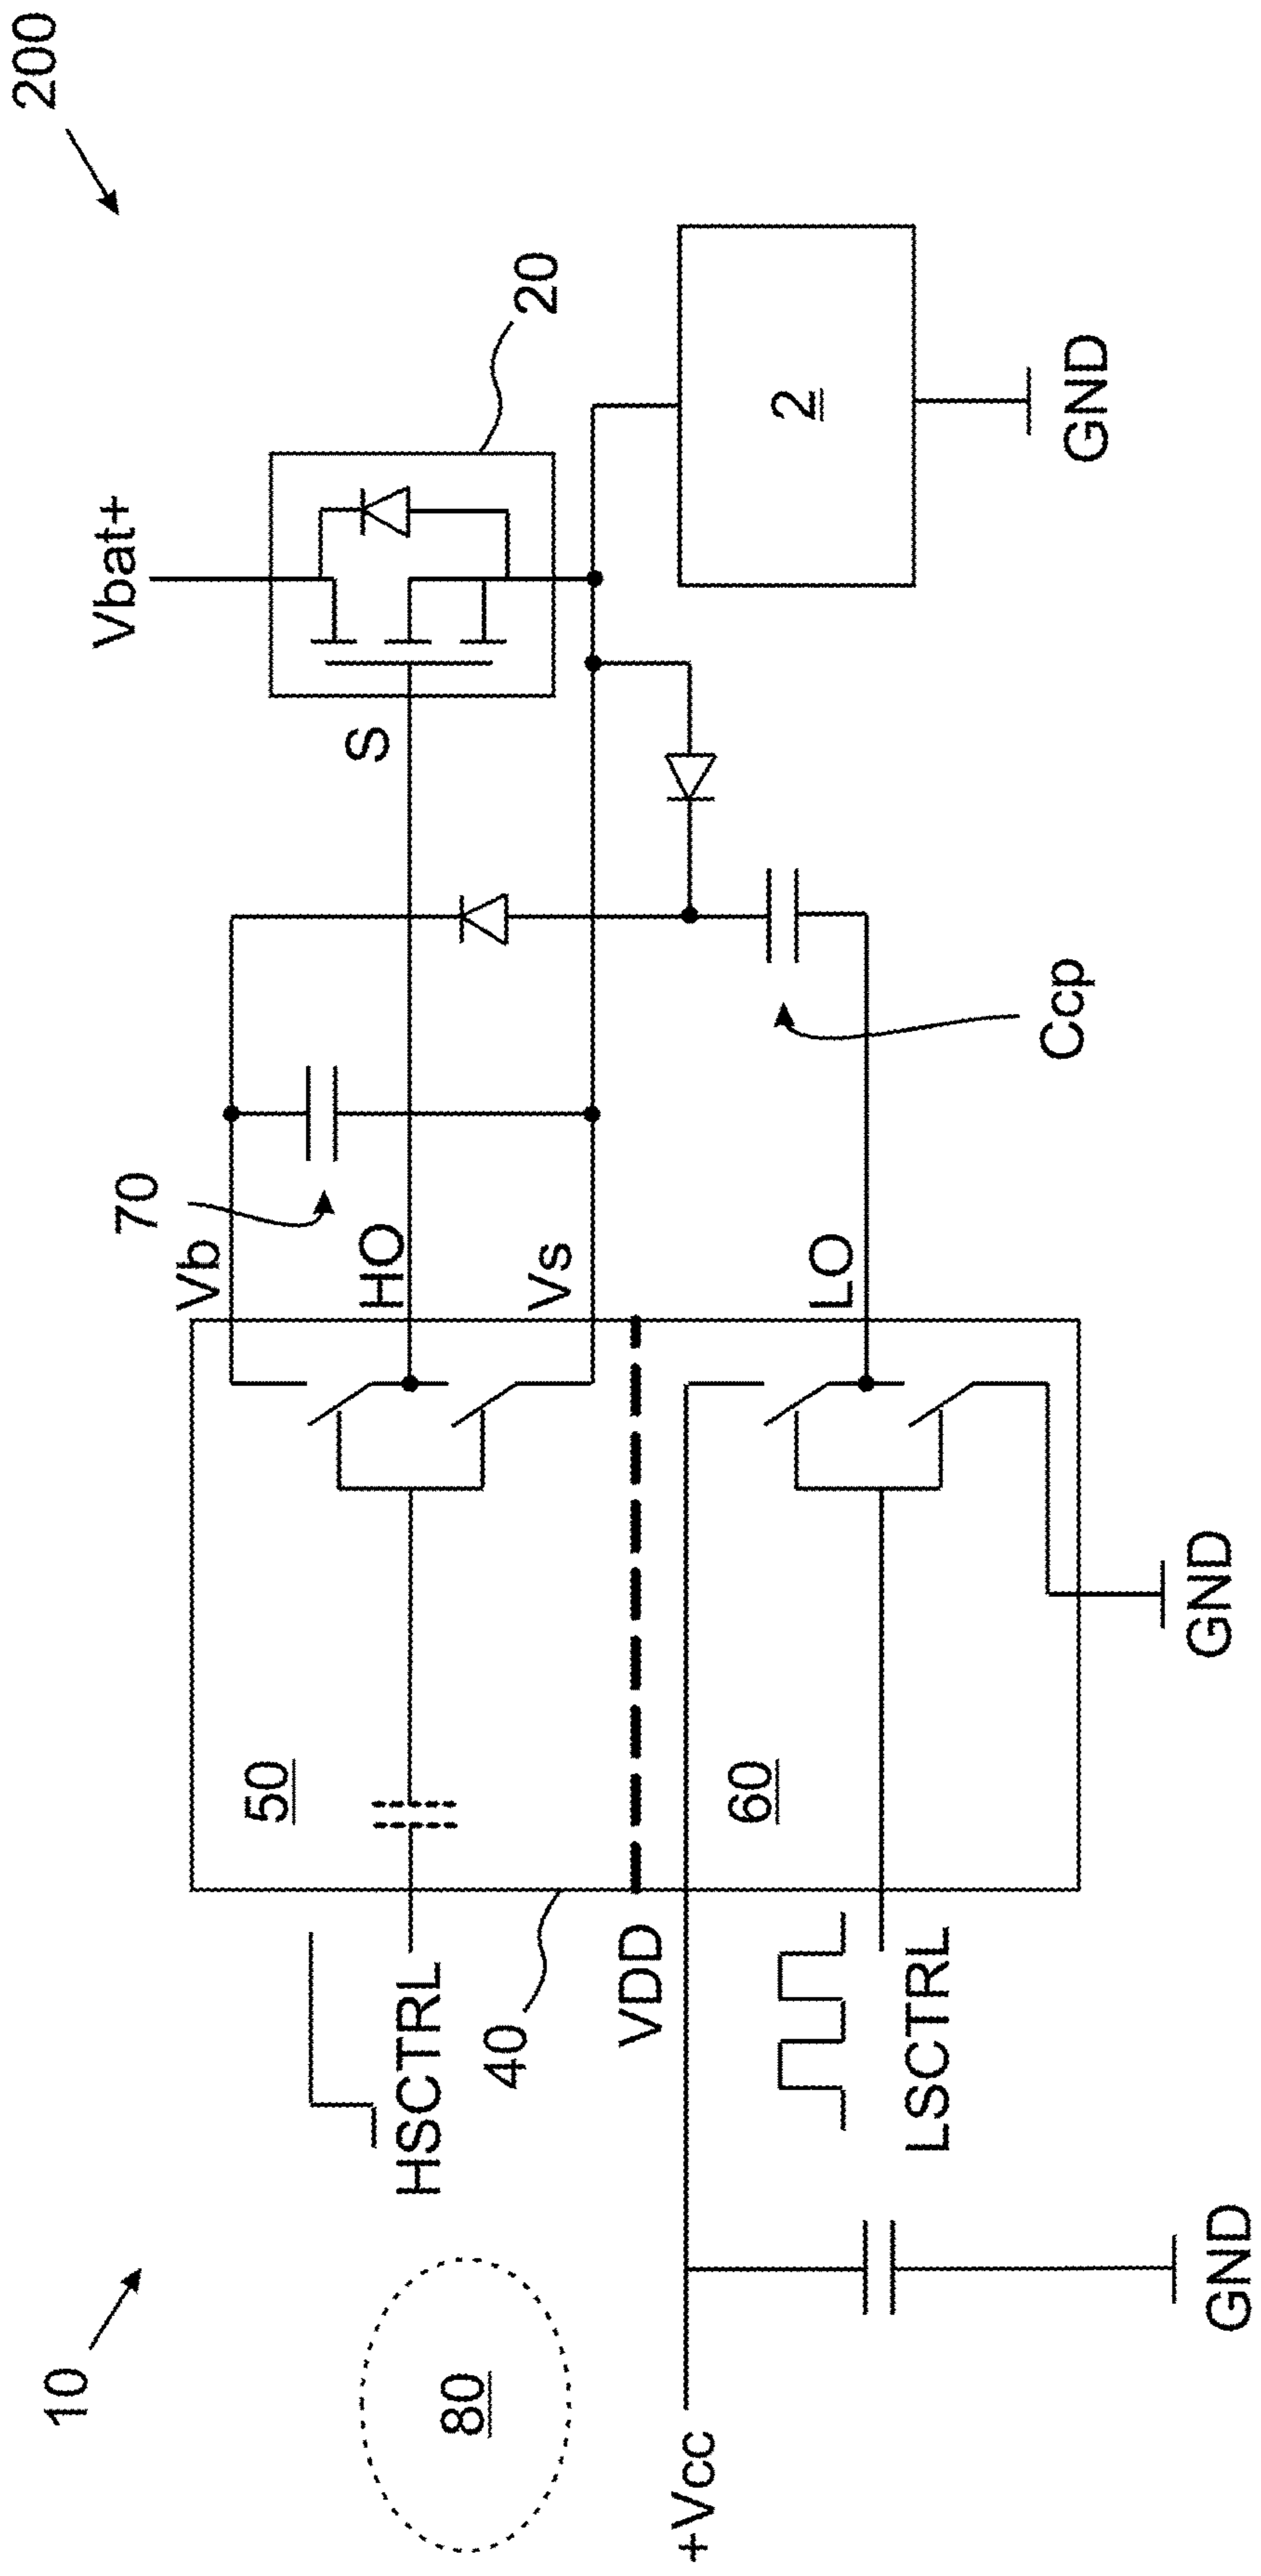 200
10
Vbat+
20
S
70
Vb
HO
Vs
LO
Ccp
2
GND
50
60
40
HSCTRL
VDD
LSCTRL
GND
80
+Vcc
GND